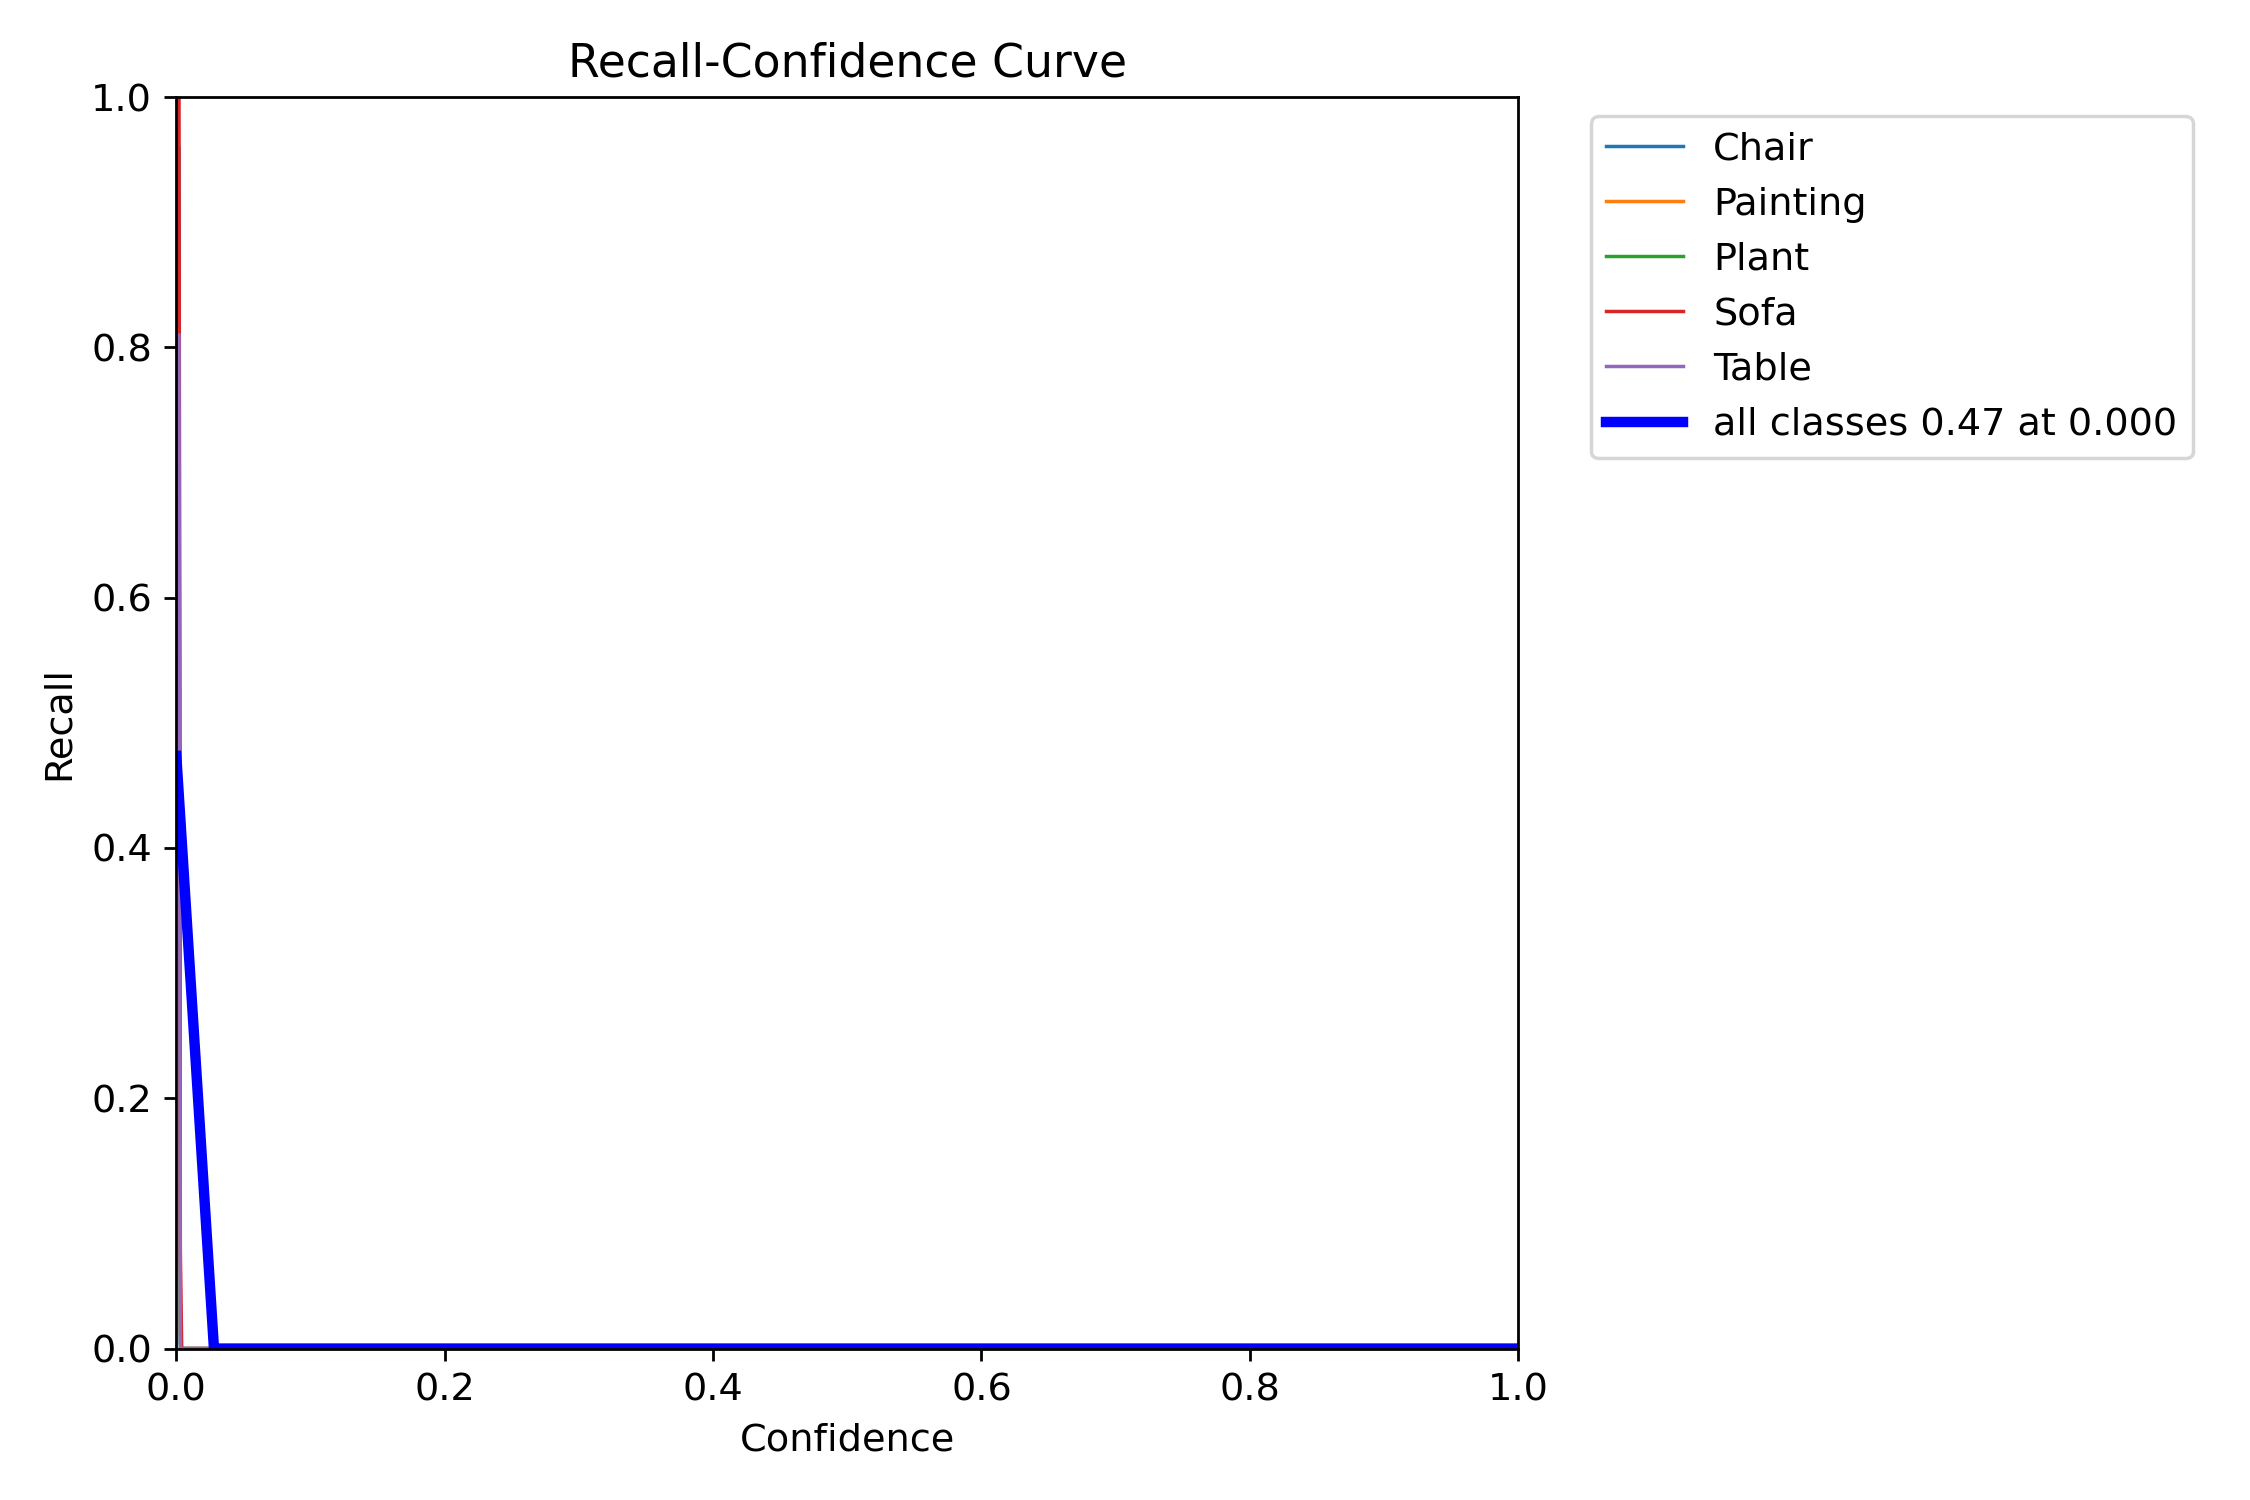 Recall-Confidence Curve
1.0
0.8
0.6
0.4
0.2
0.0
Recall
0.0 0.2 0.4 0.6 0.8 1.0
Confidence
Chair
Painting
Plant
Sofa
Table
all classes 0.47 at 0.000